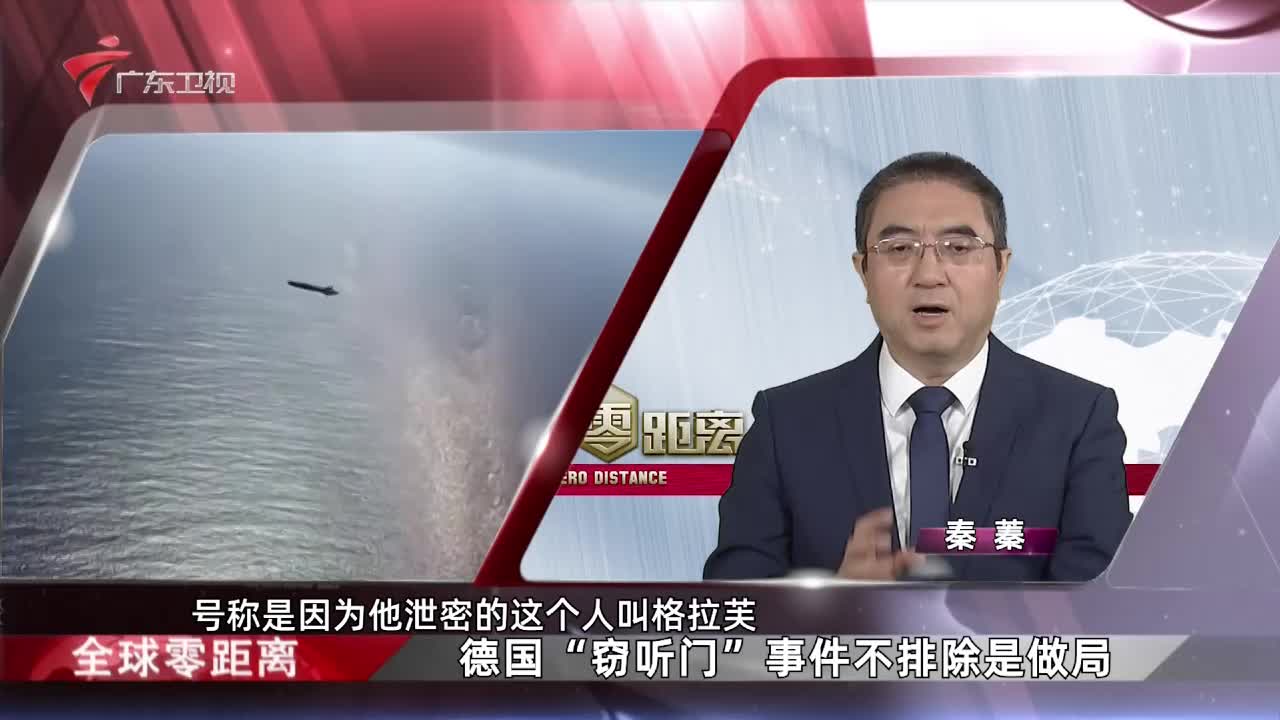 广东卫视
零距离
ERO DISTANCE
秦蓁
号称是因为他泄密的这个人叫格拉芙
全球零距离
德国“窃听门”事件不排除是做局